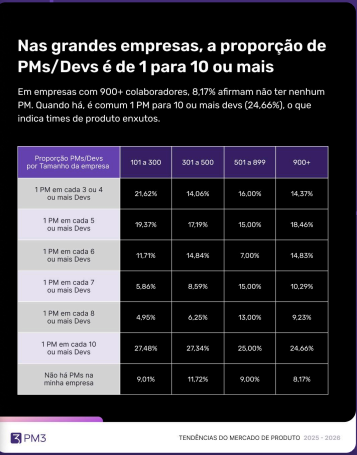 Nas grandes empresas, a proporção de
PMs/Devs é de 1 para 10 ou mais
Em empresas com 900+ colaboradores, 8,17% afirmam não ter nenhum
PM. Quando há, é comum 1 PM para 10 ou mais devs (24,66%), o que
indica times de produto enxutos.
Proporção PMs/Devs
por Tamanho da empresa
101 a 300
301 a 500
501 a 899
900+
1 PM em cada 3 ou 4
ou mais Devs
21,62%
14,06%
16,00%
14,37%
1 PM em cada 5
ou mais Devs
19,37%
17,19%
15,00%
18,46%
1 PM em cada 6
ou mais Devs
11,71%
14,84%
7,00%
14,83%
1 PM em cada 7
ou mais Devs
5,86%
8,59%
15,00%
10,29%
1 PM em cada 8
ou mais Devs
4,95%
6,25%
13,00%
9,23%
1 PM em cada 10
ou mais Devs
27,48%
27,34%
25,00%
24,66%
Não há PMs na
minha empresa
9,01%
11,72%
9,00%
8,17%
PM3
TENDÊNCIAS DO MERCADO DE PRODUTO 2025 - 2026